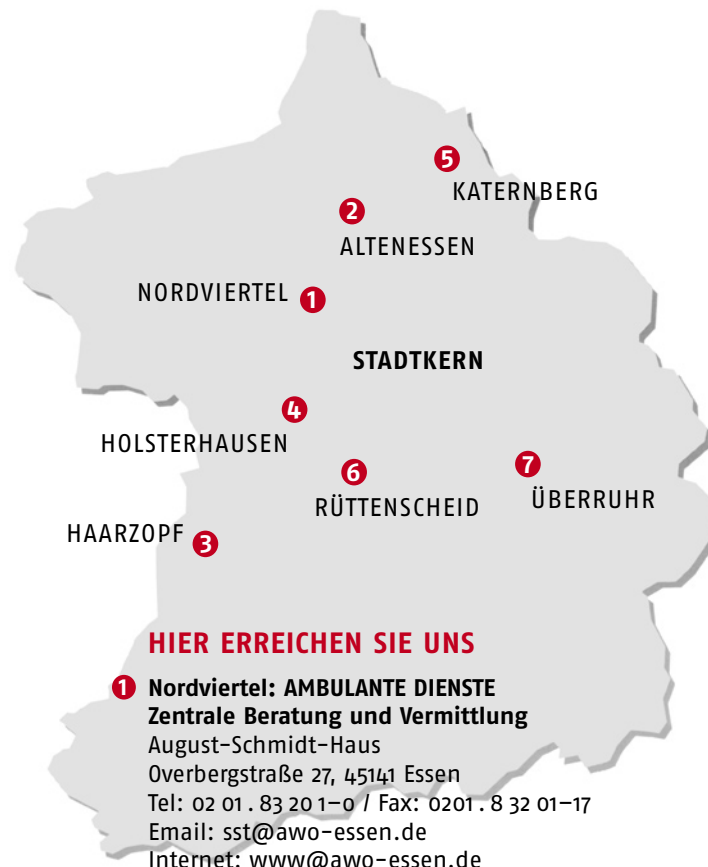 5
KATERNBERG
2
ALTENESSEN
NORDVIERTEL 1
STADTKERN
4
HOLSTERHAUSEN
6
RÜTTENSCHEID
7
ÜBERRUHR
HAARZOPF 3
HIER ERREICHEN SIE UNS
1 Nordviertel: AMBULANTE DIENSTE
Zentrale Beratung und Vermittlung
August-Schmidt-Haus
Overbergstraße 27, 45141 Essen
Tel: 02 01 . 83 20 1–0 / Fax: 0201 . 8 32 01–17
Email: sst@awo-essen.de
Internet: www@awo-essen.de